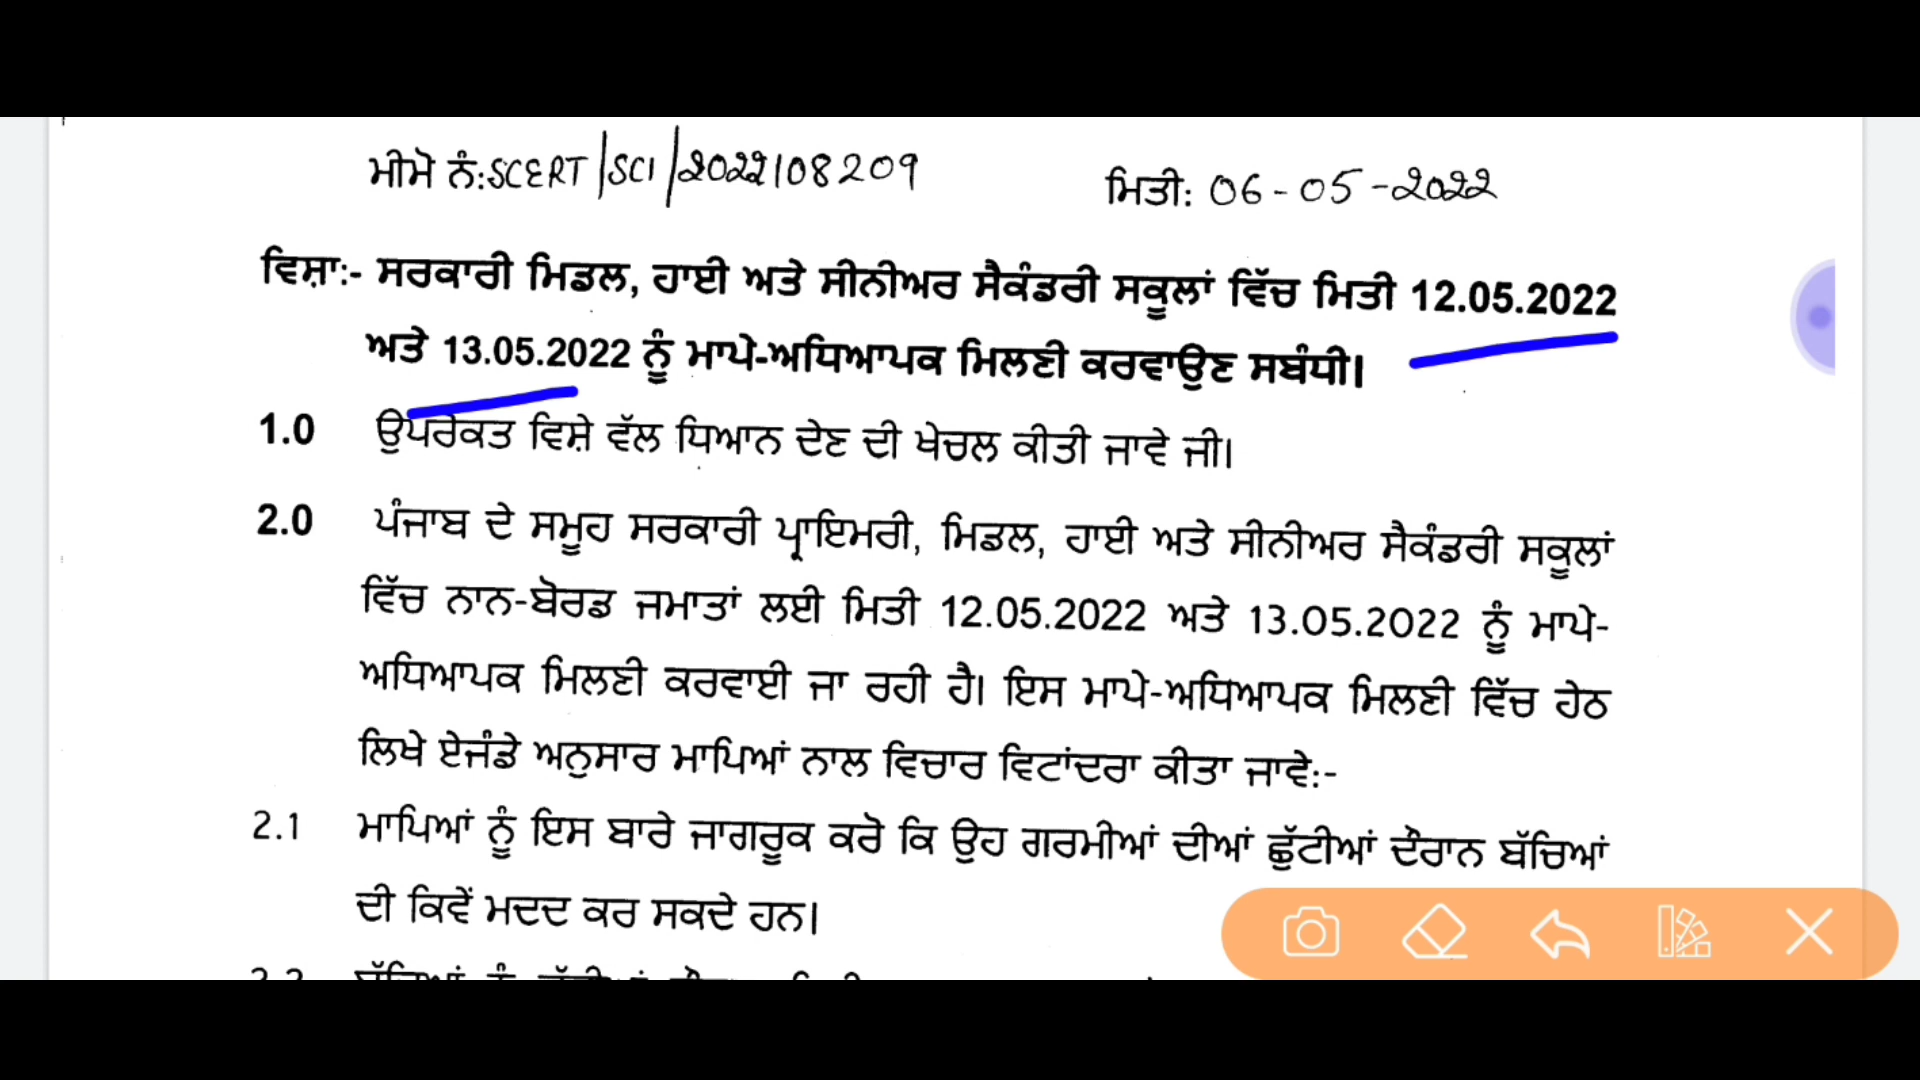 ਮੀਮੋ ਨੰ:SCERT/SCI/2022/08209 ਮਿਤੀ: 06-05-2022
ਵਿਸ਼ਾ:- ਸਰਕਾਰੀ ਮਿਡਲ, ਹਾਈ ਅਤੇ ਸੀਨੀਅਰ ਸੈਕੰਡਰੀ ਸਕੂਲਾਂ ਵਿੱਚ ਮਿਤੀ 12.05.2022
ਅਤੇ 13.05.2022 ਨੂੰ ਮਾਪੇ-ਅਧਿਆਪਕ ਮਿਲਣੀ ਕਰਵਾਉਣ ਸਬੰਧੀ।
1.0 ਉਪਰੋਕਤ ਵਿਸ਼ੇ ਵੱਲ ਧਿਆਨ ਦੇਣ ਦੀ ਖੇਚਲ ਕੀਤੀ ਜਾਵੇ ਜੀ।
2.0 ਪੰਜਾਬ ਦੇ ਸਮੂਹ ਸਰਕਾਰੀ ਪ੍ਰਾਇਮਰੀ, ਮਿਡਲ, ਹਾਈ ਅਤੇ ਸੀਨੀਅਰ ਸੈਕੰਡਰੀ ਸਕੂਲਾਂ
ਵਿੱਚ ਨਾਨ-ਬੋਰਡ ਜਮਾਤਾਂ ਲਈ ਮਿਤੀ 12.05.2022 ਅਤੇ 13.05.2022 ਨੂੰ ਮਾਪੇ-
ਅਧਿਆਪਕ ਮਿਲਣੀ ਕਰਵਾਈ ਜਾ ਰਹੀ ਹੈ। ਇਸ ਮਾਪੇ-ਅਧਿਆਪਕ ਮਿਲਣੀ ਵਿੱਚ ਹੇਠ
ਲਿਖੇ ਏਜੰਡੇ ਅਨੁਸਾਰ ਮਾਪਿਆਂ ਨਾਲ ਵਿਚਾਰ ਵਿਟਾਂਦਰਾ ਕੀਤਾ ਜਾਵੇ:-
2.1 ਮਾਪਿਆਂ ਨੂੰ ਇਸ ਬਾਰੇ ਜਾਗਰੂਕ ਕਰੋ ਕਿ ਉਹ ਗਰਮੀਆਂ ਦੀਆਂ ਛੁੱਟੀਆਂ ਦੌਰਾਨ ਬੱਚਿਆਂ
ਦੀ ਕਿਵੇਂ ਮਦਦ ਕਰ ਸਕਦੇ ਹਨ।